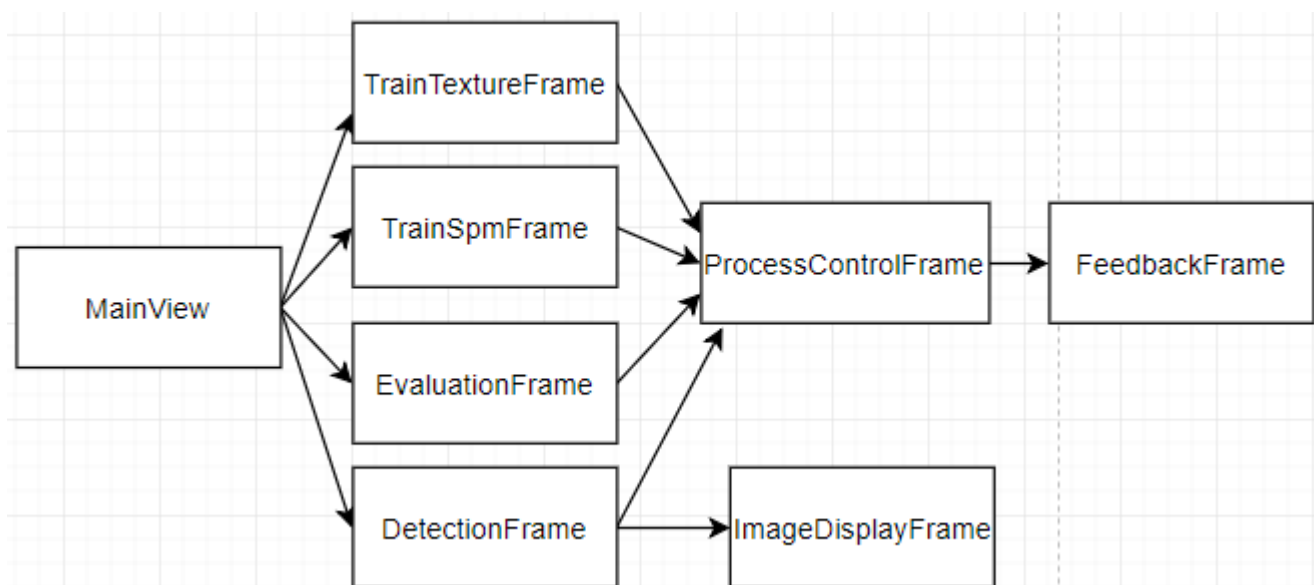 TrainTextureFrame
TrainSpmFrame
ProcessControlFrame
FeedbackFrame
MainView
EvaluationFrame
DetectionFrame
ImageDisplayFrame